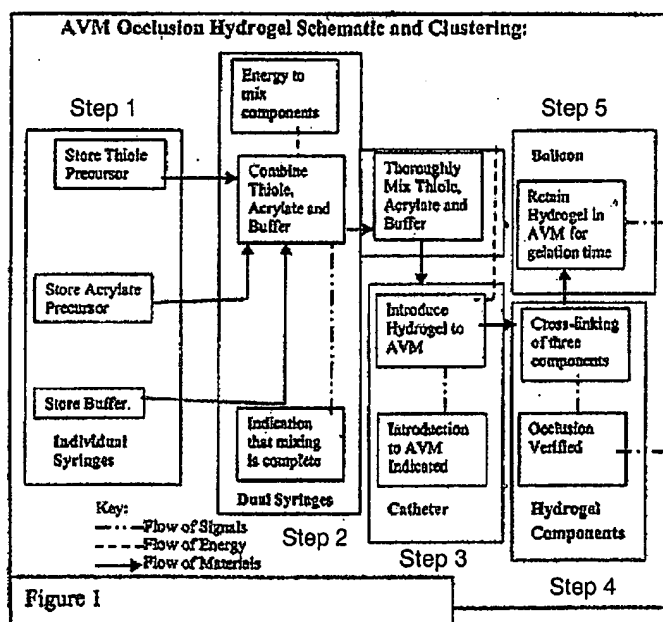 AVM Occlusion Hydrogel Schematic and Clustering:
Step 1
Store Thiole
Precursor
Store Acrylate
Precursor
Store Buffer.
Individual
Syringes
Energy to
mix
components
Combine
Thiole,
Acrylate and
Buffer
Indication
that mixing
is complete
Dual Syringes
Step 2
Thoroughly
Mix Thiole,
Acrylate and
Buffer
Introduce
Hydrogel to
AVM
Introduction
to AVM
Indicated
Catheter
Step 3
Step 5
Balloon
Retain
Hydrogel in
AVM for
gelation time
Cross-linking
of three
components
Occlusion
Verified
Hydrogel
Components
Step 4
Key:
Flow of Signals
Flow of Energy
Flow of Materials
Figure 1